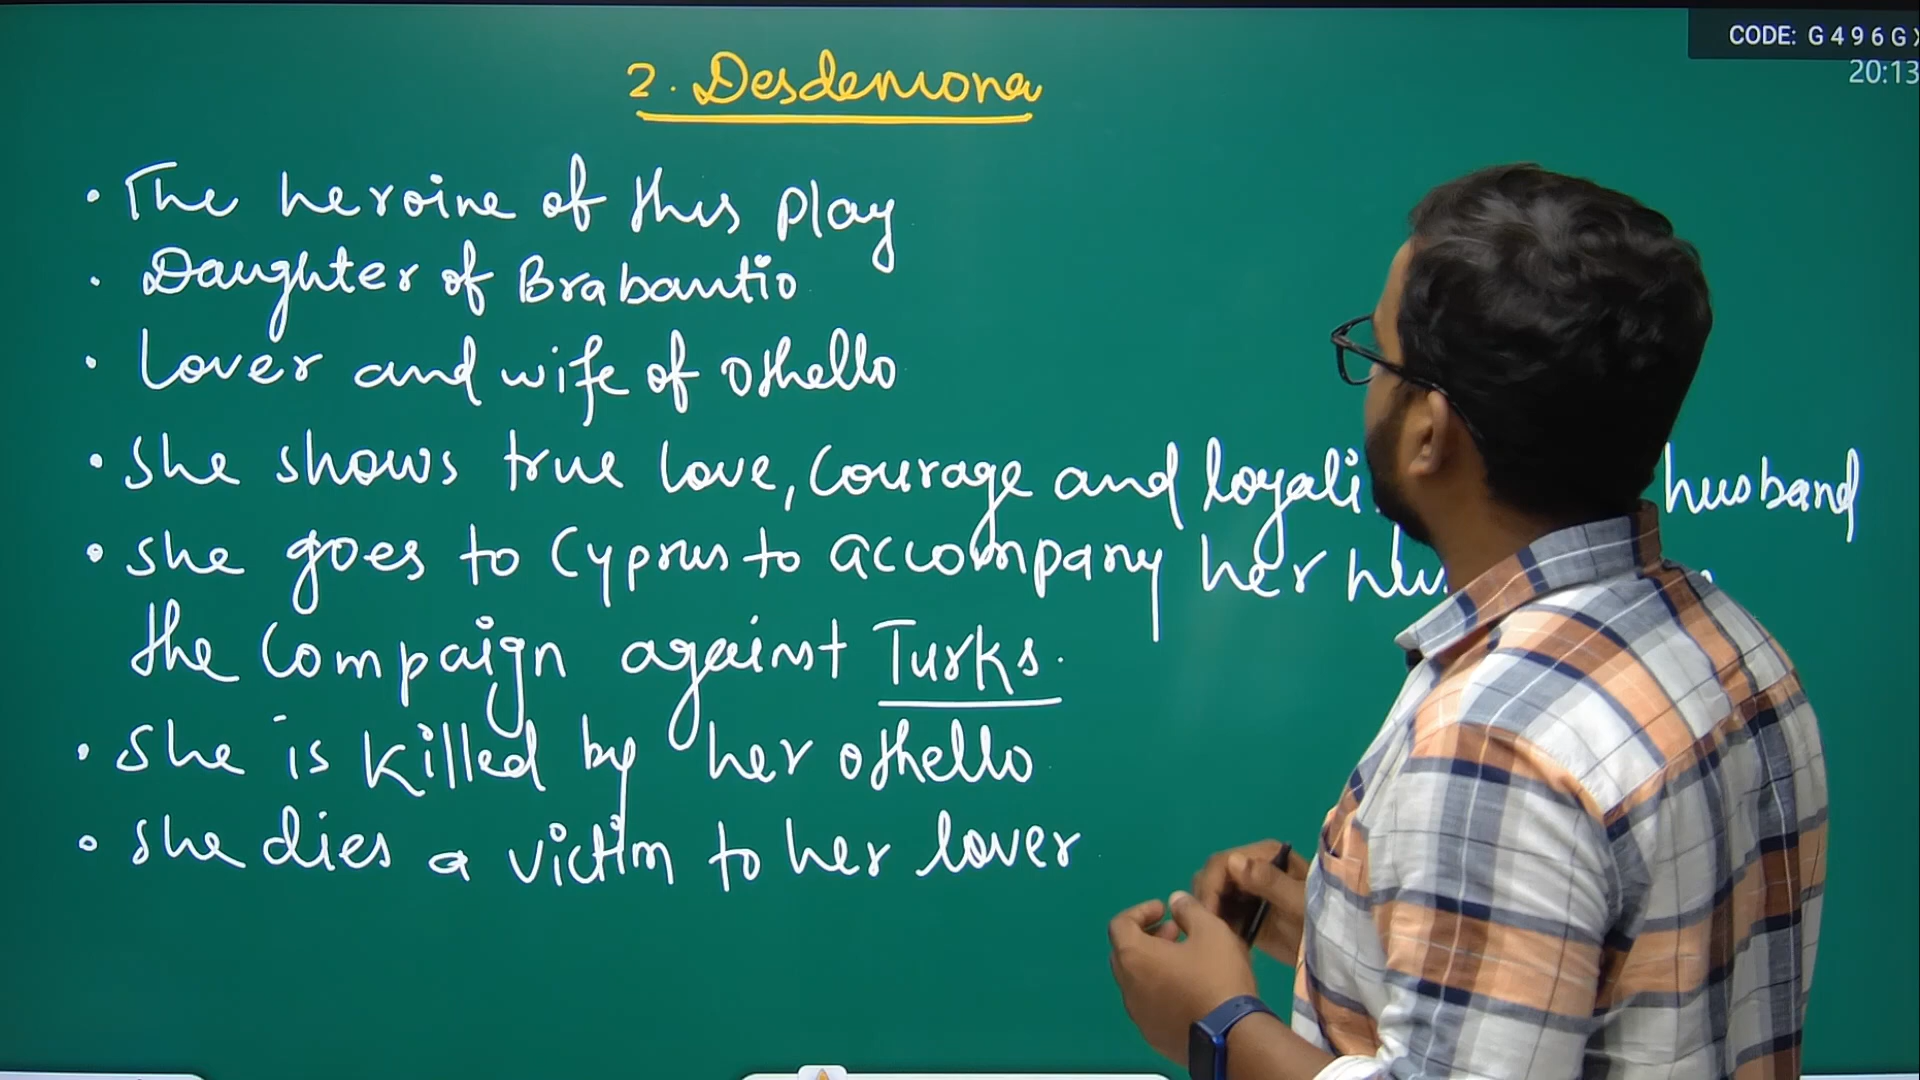 CODE: G496G
20:13
2. Desdemona
• The heroine of this play
• Daughter of Brabantio
• Lover and wife of Othello
• She shows true love, Courage and loyali husband
• She goes to Cyprus to accompany her
the Compaign against Turks.
• She is killed by her Othello
• She dies a victim to her lover